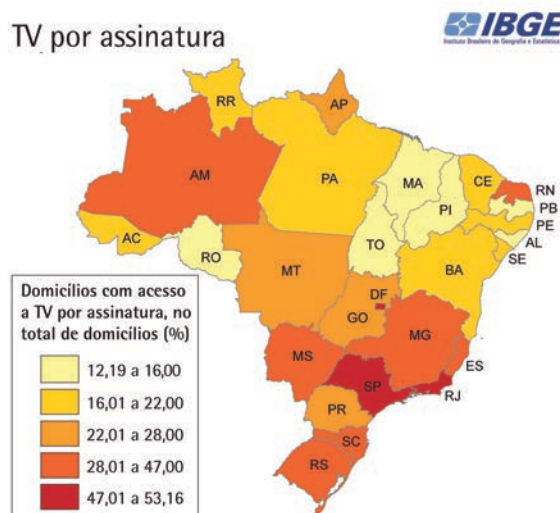 TV por assinatura
IBGE
Instituto Brasileiro de Geografia e Estatística
RR
AP
AM
PA
MA
CE
RN
PB
PI
PE
AL
AC
TO
SE
RO
BA
MT
DF
GO
MG
MS
ES
SP
RJ
PR
SC
RS
Domicílios com acesso
a TV por assinatura, no
total de domicílios (%)
12,19 a 16,00
16,01 a 22,00
22,01 a 28,00
28,01 a 47,00
47,01 a 53,16